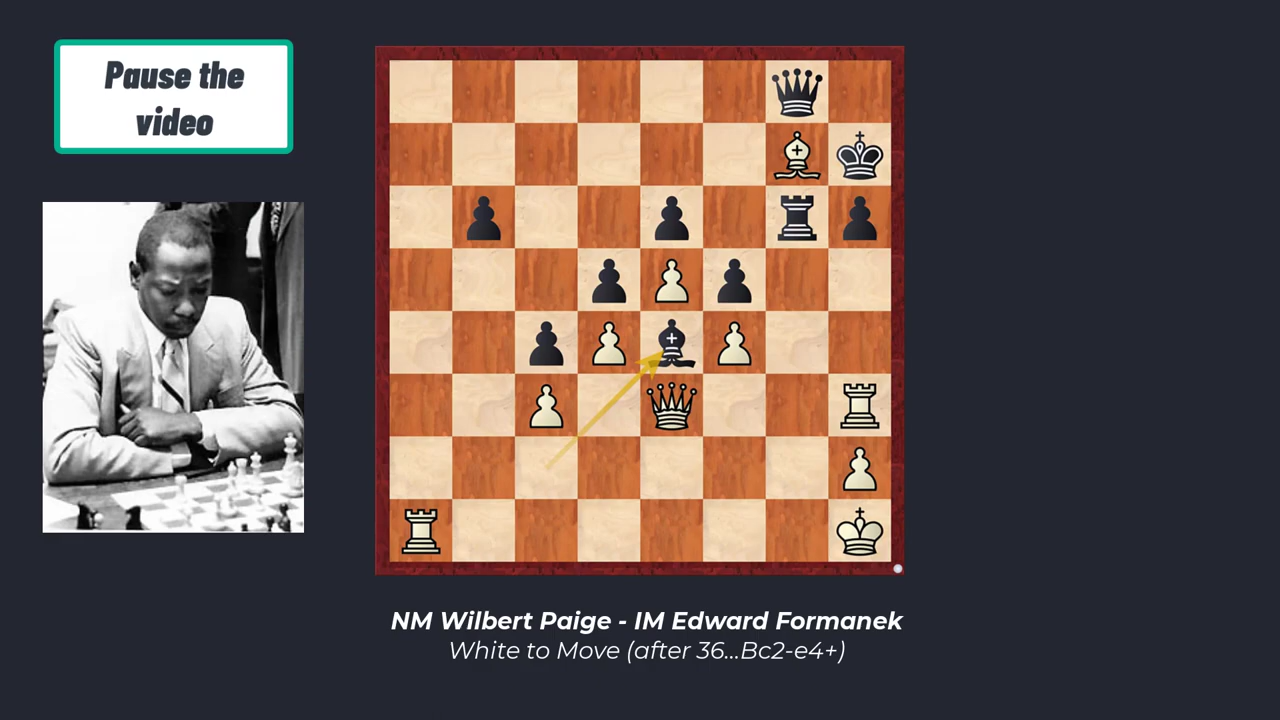 Pause the
video
NM Wilbert Paige - IM Edward Formanek
White to Move (after 36...Bc2-e4+)